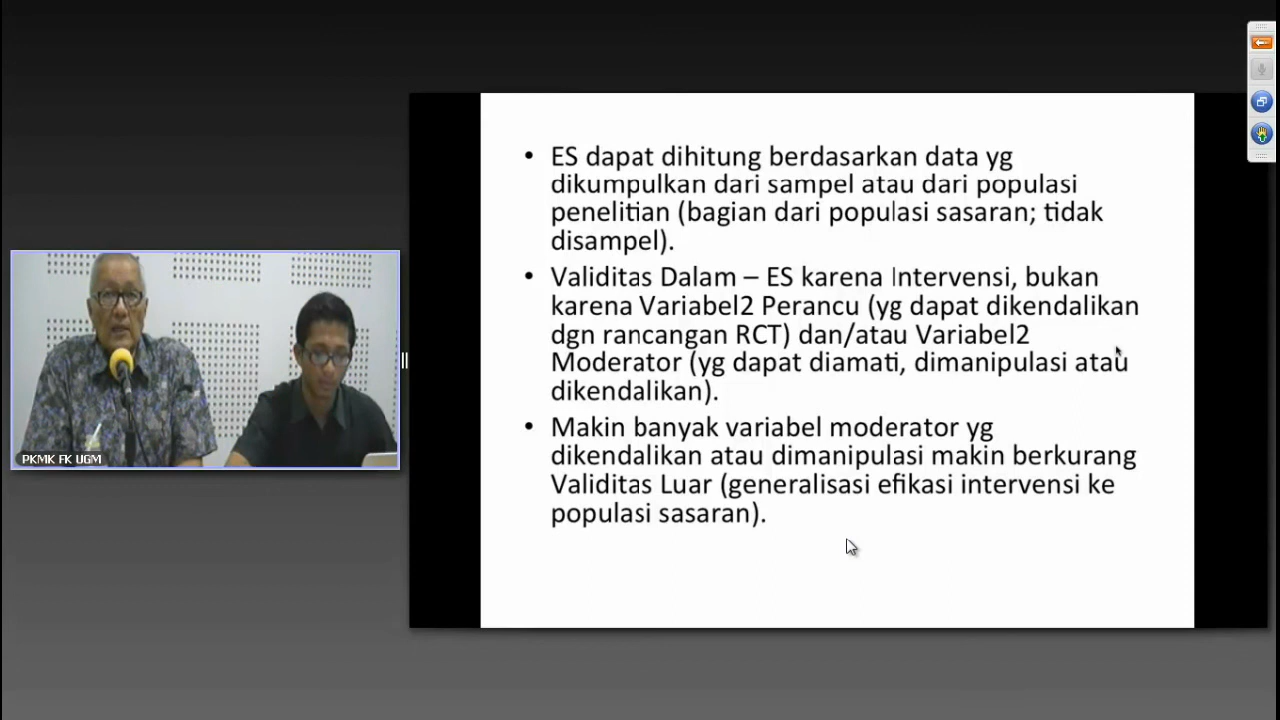 • ES dapat dihitung berdasarkan data yg
dikumpulkan dari sampel atau dari populasi
penelitian (bagian dari populasi sasaran; tidak
disampel).
• Validitas Dalam – ES karena Intervensi, bukan
karena Variabel2 Perancu (yg dapat dikendalikan
dgn rancangan RCT) dan/atau Variabel2
Moderator (yg dapat diamati, dimanipulasi atau
dikendalikan).
• Makin banyak variabel moderator yg
dikendalikan atau dimanipulasi makin berkurang
Validitas Luar (generalisasi efikasi intervensi ke
populasi sasaran).
PKMK FK UGM